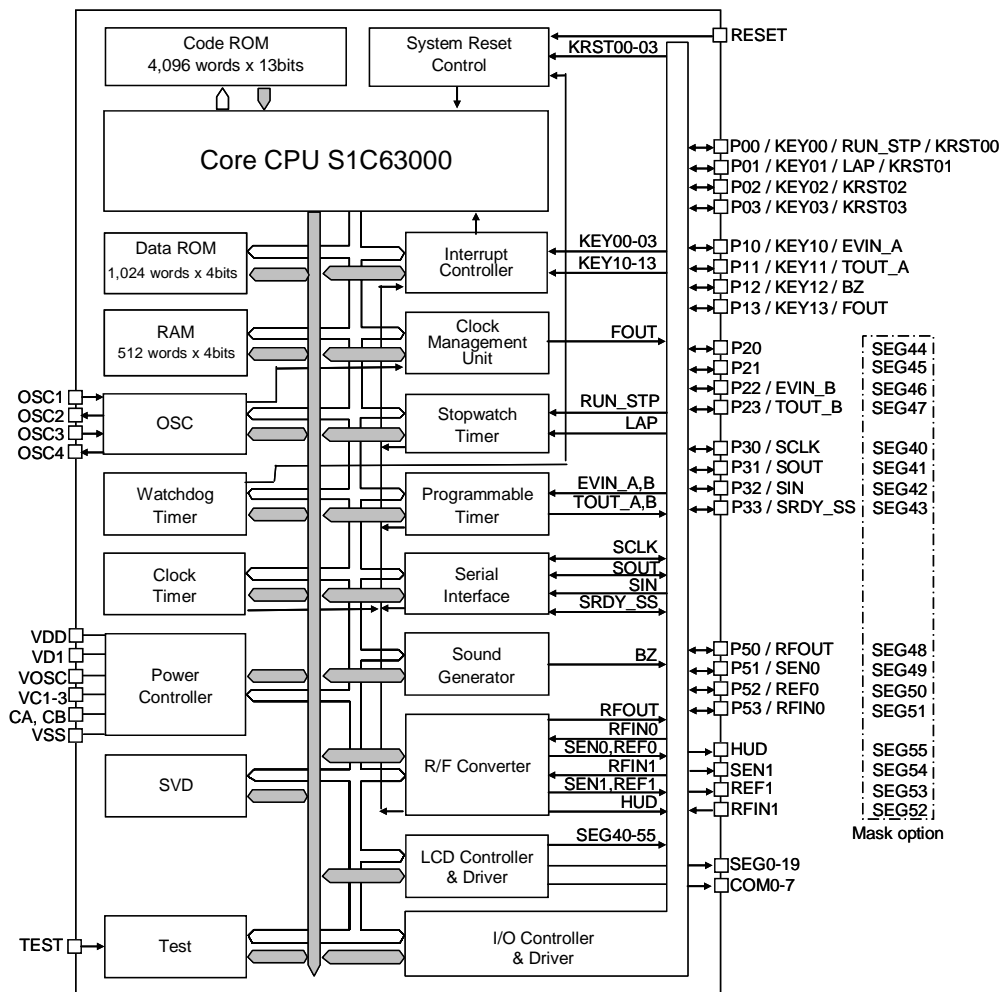 Code ROM
4,096 words x 13bits
System Reset
Control
KRST00-03
RESET
Core CPU S1C63000
P00 / KEY00 / RUN_STP / KRST00
P01 / KEY01 / LAP / KRST01
P02 / KEY02 / KRST02
P03 / KEY03 / KRST03
Data ROM
1,024 words x 4bits
Interrupt
Controller
KEY00-03
KEY10-13
P10 / KEY10 / EVIN_A
P11 / KEY11 / TOUT_A
P12 / KEY12 / BZ
P13 / KEY13 / FOUT
RAM
512 words x 4bits
Clock
Management
Unit
FOUT
P20
SEG44
P21
SEG45
P22 / EVIN_B
SEG46
P23 / TOUT_B
SEG47
OSC1
OSC2
OSC3
OSC4
OSC
Stopwatch
Timer
RUN_STP
LAP
P30 / SCLK
SEG40
P31 / SOUT
SEG41
P32 / SIN
SEG42
P33 / SRDY_SS
SEG43
Watchdog
Timer
Programmable
Timer
EVIN_A,B
TOUT_A,B
Clock
Timer
Serial
Interface
SCLK
SOUT
SIN
SRDY_SS
VDD
VD1
VOSC
VC1-3
CA, CB
VSS
Power
Controller
Sound
Generator
BZ
P50 / RFOUT
SEG48
P51 / SEN0
SEG49
P52 / REF0
SEG50
P53 / RFIN0
SEG51
SVD
R/F Converter
RFOUT
RFIN0
SEN0,REF0
RFIN1
SEN1,REF1
HUD
HUD
SEG55
SEN1
SEG54
REF1
SEG53
RFIN1
SEG52
Mask option
LCD Controller
& Driver
SEG40-55
SEG0-19
COM0-7
TEST
Test
I/O Controller
& Driver